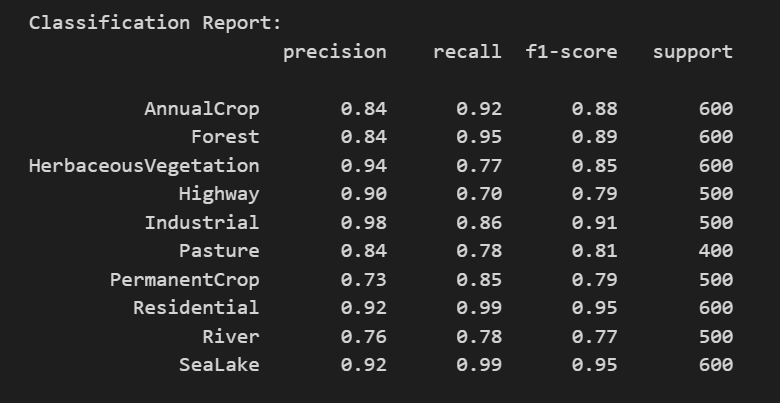 Classification Report:
precision recall f1-score support
AnnualCrop 0.84 0.92 0.88 600
Forest 0.84 0.95 0.89 600
HerbaceousVegetation 0.94 0.77 0.85 600
Highway 0.90 0.70 0.79 500
Industrial 0.98 0.86 0.91 500
Pasture 0.84 0.78 0.81 400
PermanentCrop 0.73 0.85 0.79 500
Residential 0.92 0.99 0.95 600
River 0.76 0.78 0.77 500
SeaLake 0.92 0.99 0.95 600